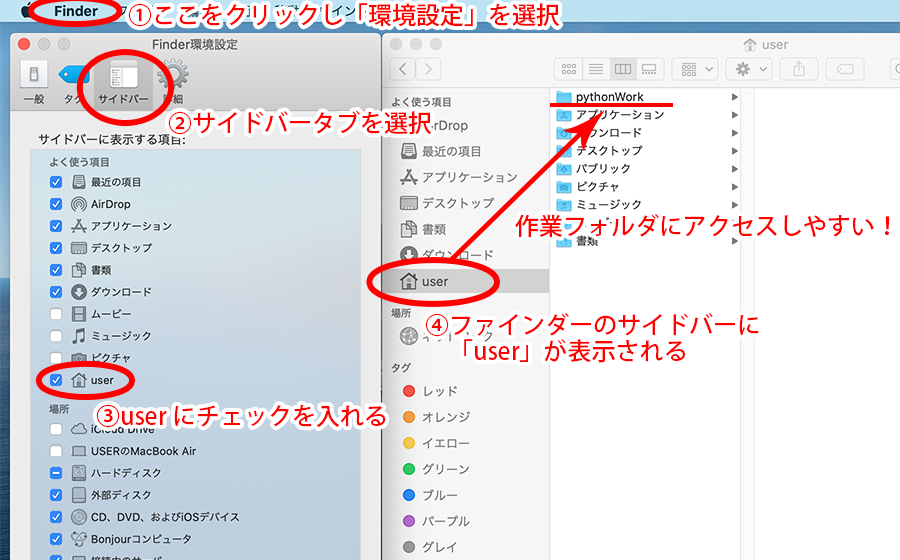 Finder
①ここをクリックし「環境設定」を選択
Finder環境設定
一般
サイドバー
②サイドバータブを選択
サイドバーに表示する項目:
よく使う項目
最近の項目
AirDrop
アプリケーション
デスクトップ
書類
ダウンロード
ムービー
ミュージック
ピクチャ
user
③userにチェックを入れる
場所
iCloud Drive
USERのMacBook Air
ハードディスク
外部ディスク
CD、DVD、およびiOSデバイス
Bonjourコンピュータ
user
よく使う項目
AirDrop
最近の項目
アプリケーション
デスクトップ
書類
ダウンロード
user
場所
④ファインダーのサイドバーに
「user」が表示される
タグ
レッド
オレンジ
イエロー
グリーン
ブルー
パープル
グレイ
pythonWork
アプリケーション
ダウンロード
デスクトップ
パブリック
ピクチャ
ミュージック
作業フォルダにアクセスしやすい！
書類